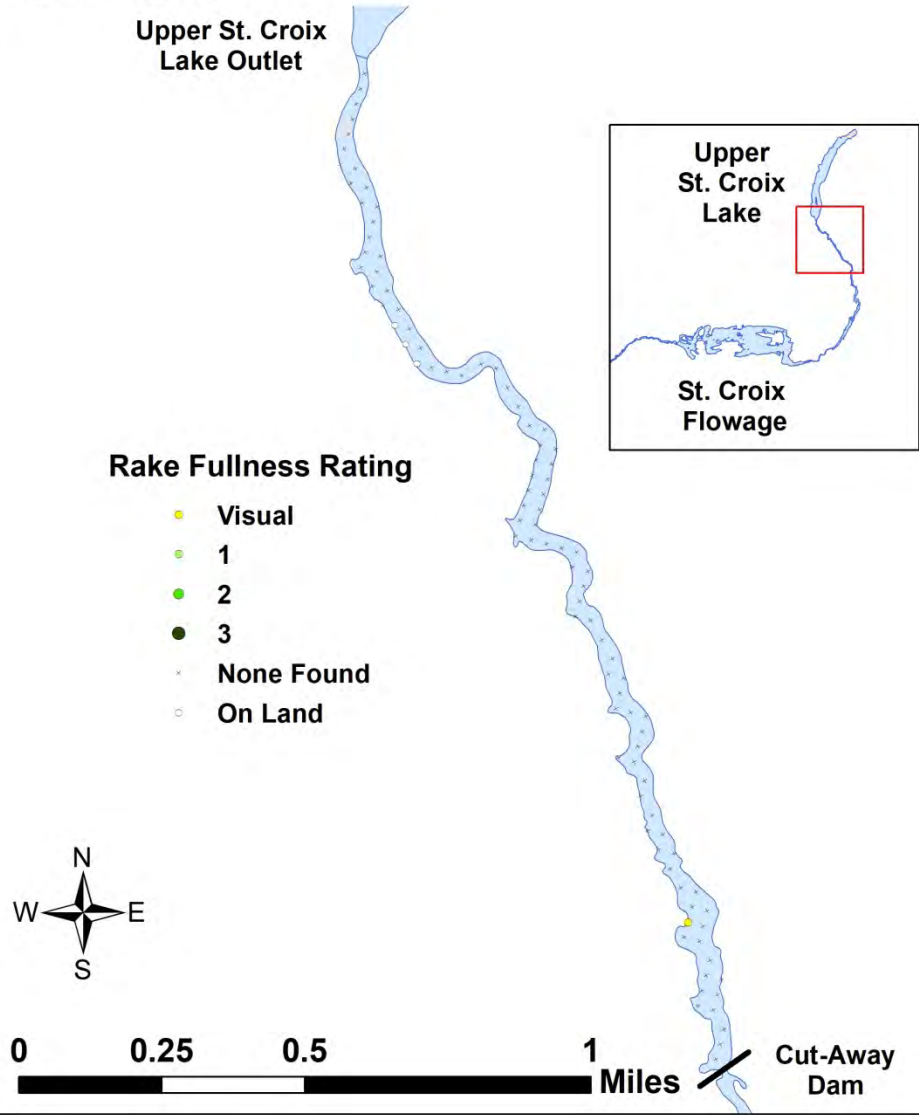 Upper St. Croix
Lake Outlet
Upper
St. Croix
Lake
St. Croix
Flowage
Rake Fullness Rating
Visual
1
2
3
None Found
On Land
N
W E
S
0 0.25 0.5 1
Miles
Cut-Away
Dam